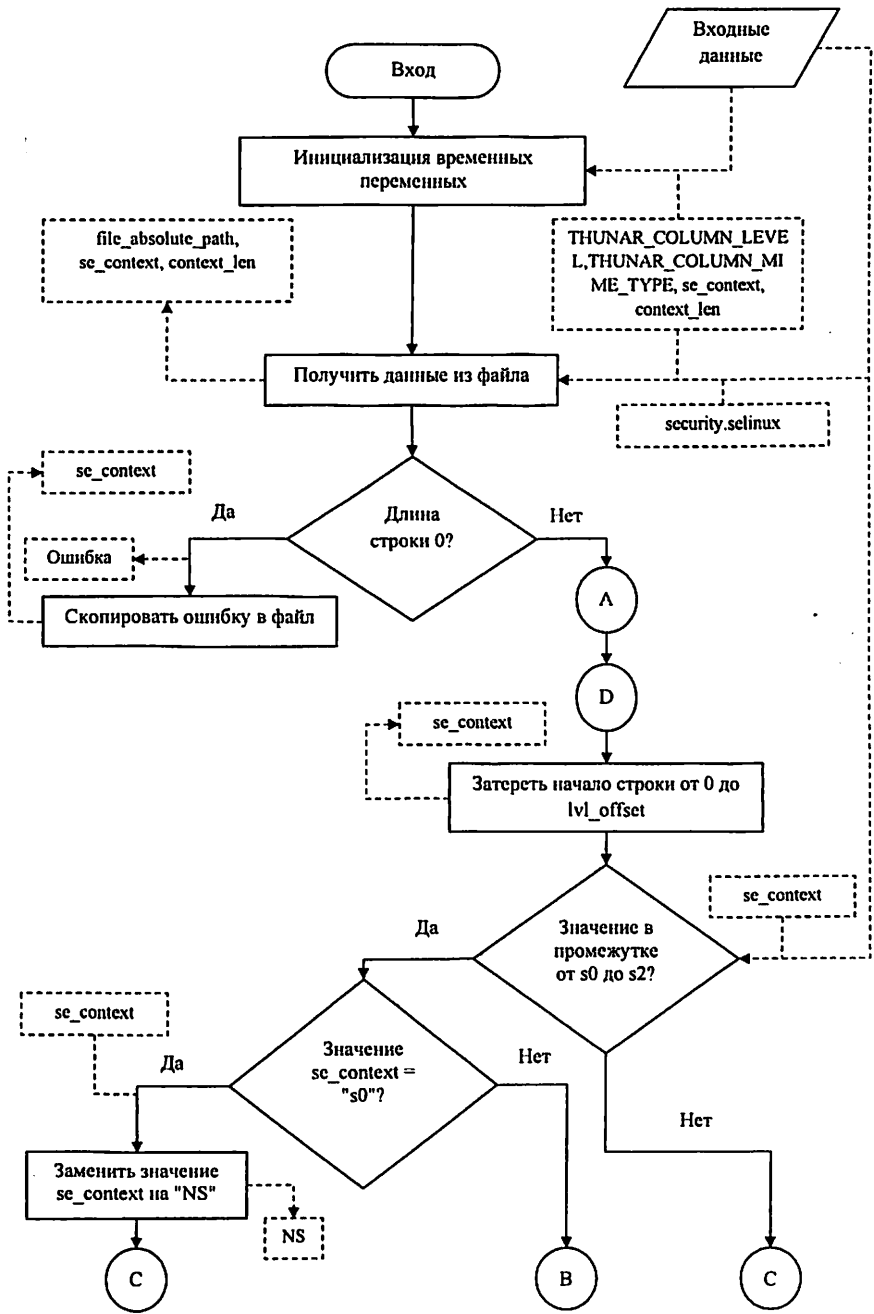 Входные
данные
Вход
Инициализация временных
переменных
file_absolute_path,
se_context, context_len
THUNAR_COLUMN_LEVE
L,THUNAR_COLUMN_MI
ME_TYPE, se_context,
context_len
Получить данные из файла
security.selinux
se_context
Да
Длина
строки 0?
Нет
Ошибка
Скопировать ошибку в файл
A
D
se_context
Затереть начало строки от 0 до
lvl_offset
se_context
Да
Значение в
промежутке
от s0 до s2?
se_context
Да
Значение
se_context =
"s0"?
Нет
Нет
Заменить значение
se_context на "NS"
NS
C
B
C